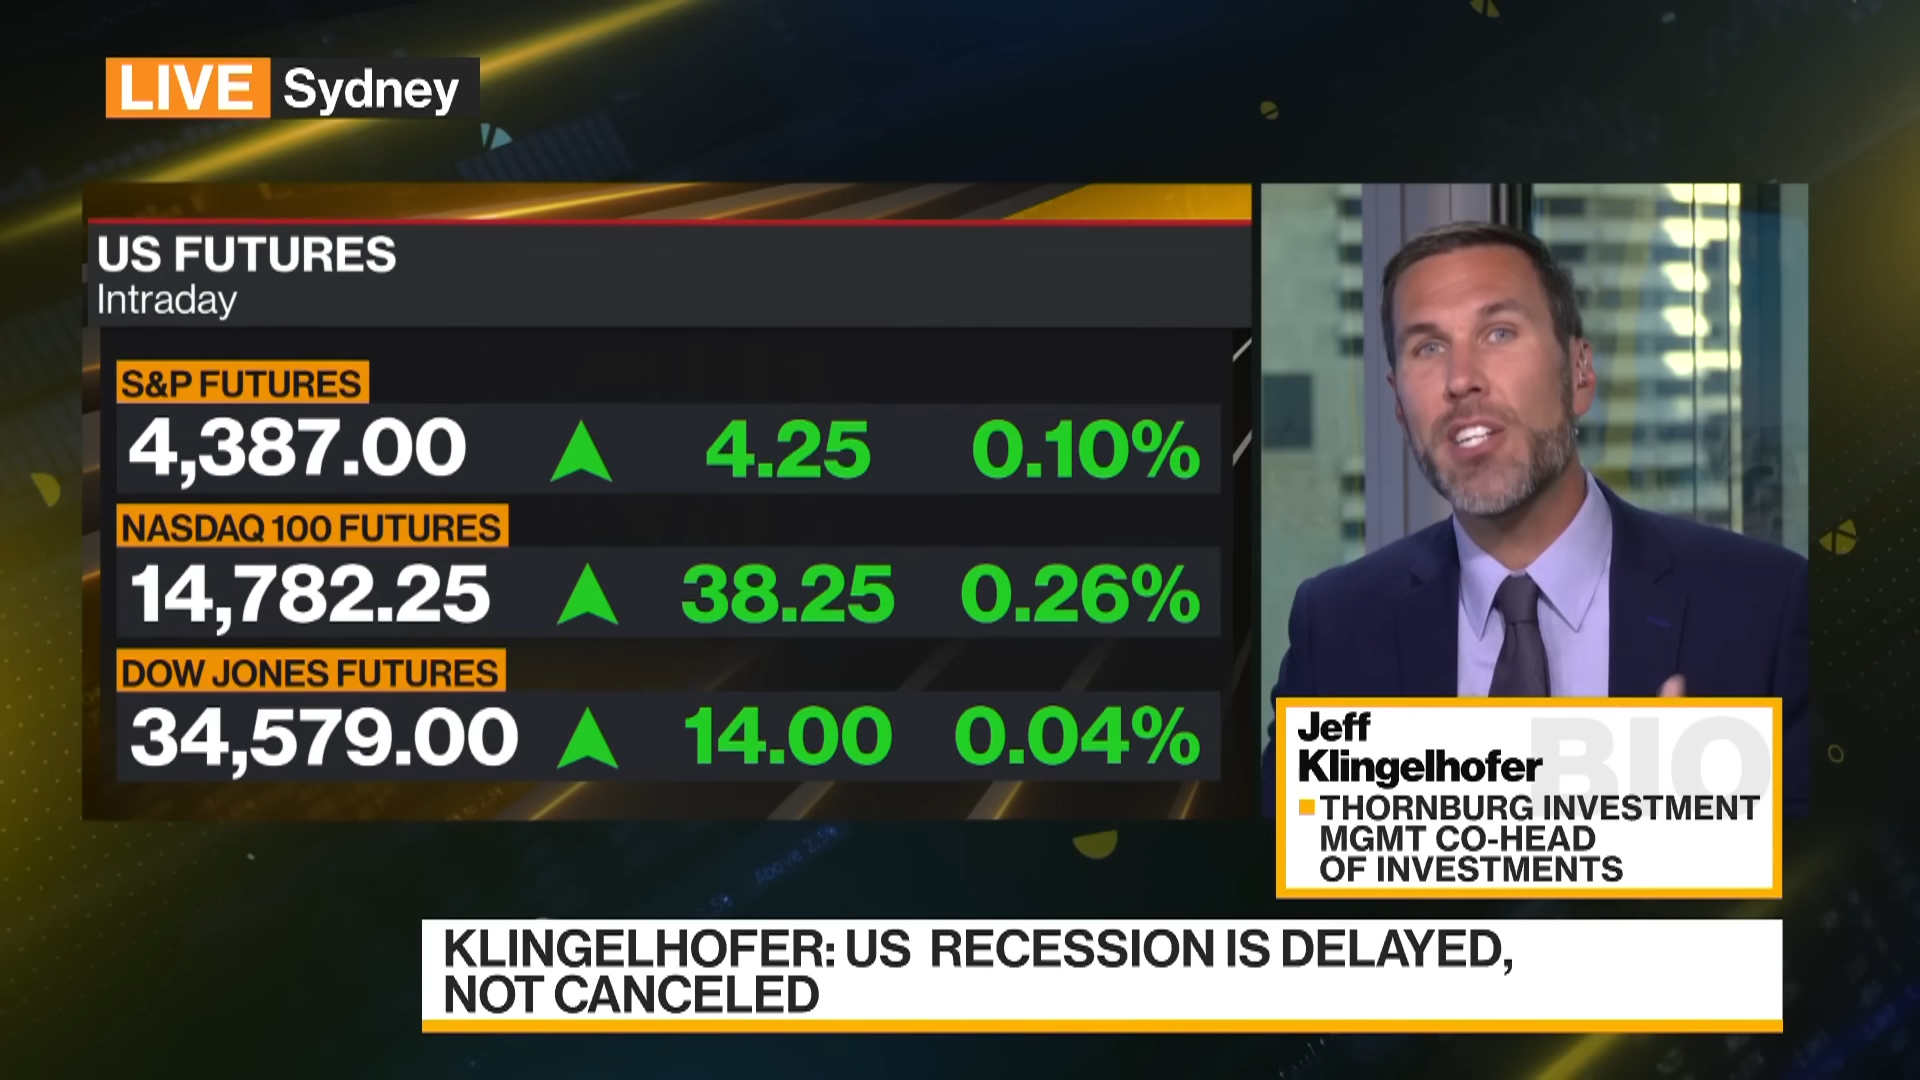 LIVE Sydney
US FUTURES
Intraday
S&P FUTURES
4,387.00 4.25 0.10%
NASDAQ 100 FUTURES
14,782.25 38.25 0.26%
DOW JONES FUTURES
34,579.00 14.00 0.04%
BIO
Jeff
Klingelhofer
THORNBURG INVESTMENT
MGMT CO-HEAD
OF INVESTMENTS
KLINGELHOFER: US RECESSION IS DELAYED,
NOT CANCELED